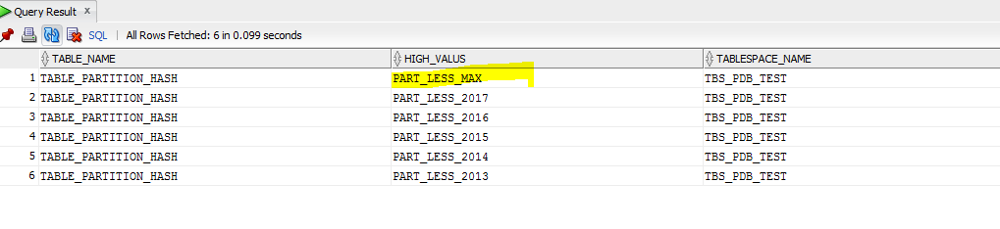 Query Result x
SQL | All Rows Fetched: 6 in 0.099 seconds
TABLE_NAME HIGH_VALUS TABLESPACE_NAME
1 TABLE_PARTITION_HASH PART_LESS_MAX TBS_PDB_TEST
2 TABLE_PARTITION_HASH PART_LESS_2017 TBS_PDB_TEST
3 TABLE_PARTITION_HASH PART_LESS_2016 TBS_PDB_TEST
4 TABLE_PARTITION_HASH PART_LESS_2015 TBS_PDB_TEST
5 TABLE_PARTITION_HASH PART_LESS_2014 TBS_PDB_TEST
6 TABLE_PARTITION_HASH PART_LESS_2013 TBS_PDB_TEST